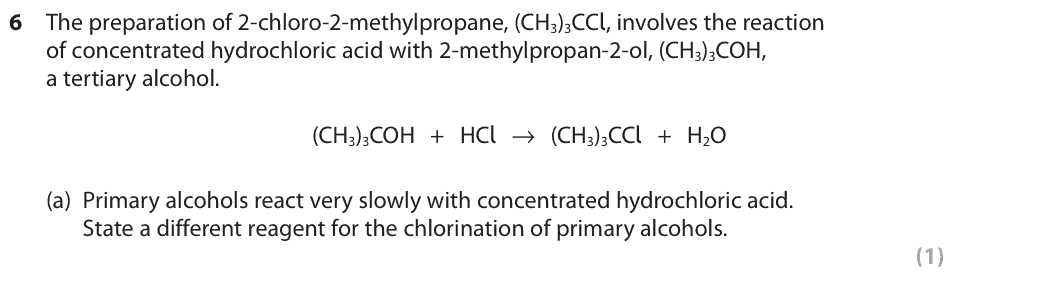 6 The preparation of 2-chloro-2-methylpropane, (CH₃)₃CCl, involves the reaction
of concentrated hydrochloric acid with 2-methylpropan-2-ol, (CH₃)₃COH,
a tertiary alcohol.
(CH₃)₃COH + HCl → (CH₃)₃CCl + H₂O
(a) Primary alcohols react very slowly with concentrated hydrochloric acid.
State a different reagent for the chlorination of primary alcohols.
(1)